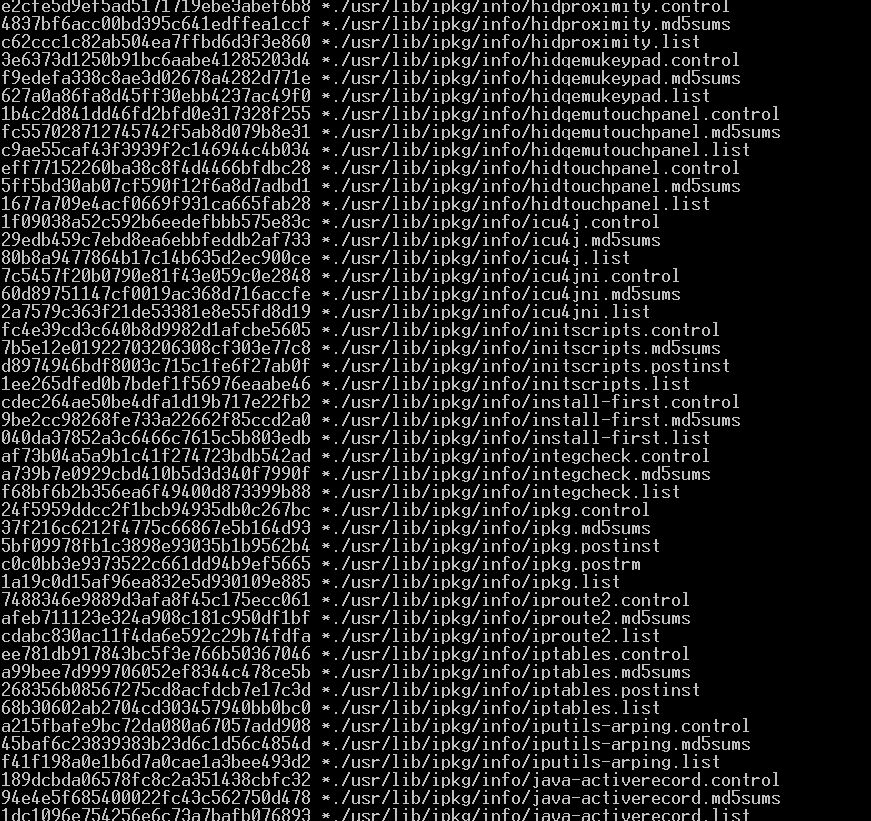 e2cfe5d9ef5ad5171719ebe3abef6b8 *./usr/lib/ipkg/info/hidproximity.control
4837bf6acc00bd395c641edffea1ccf *./usr/lib/ipkg/info/hidproximity.md5sums
c62ccc1c82ab504ea7ffbd6d3f3e860 *./usr/lib/ipkg/info/hidproximity.list
3e6373d1250b91bc6aabe41285203d4 *./usr/lib/ipkg/info/hidqemukeypad.control
f9edefa338c8ae3d02678a4282d771e *./usr/lib/ipkg/info/hidqemukeypad.md5sums
627a0a86fa8d45ff30ebb4237ac49f0 *./usr/lib/ipkg/info/hidqemukeypad.list
1b4c2d841dd46fd2bfd0e317328f255 *./usr/lib/ipkg/info/hidqemutouchpanel.control
fc557028712745742f5ab8d079b8e31 *./usr/lib/ipkg/info/hidqemutouchpanel.md5sums
c9ae55caf43f3939f2c146944c4b034 *./usr/lib/ipkg/info/hidqemutouchpanel.list
eff77152260ba38c8f4d4466bfdbc28 *./usr/lib/ipkg/info/hidtouchpanel.control
5ff5bd30ab07cf590f12f6a8d7adbd1 *./usr/lib/ipkg/info/hidtouchpanel.md5sums
1677a709e4acf0669f931ca665fab28 *./usr/lib/ipkg/info/hidtouchpanel.list
1f09038a52c592b6eedefbbb575e83c *./usr/lib/ipkg/info/icu4j.control
29edb459c7ebd8ea6ebbfeddb2af733 *./usr/lib/ipkg/info/icu4j.md5sums
80b8a9477864b17c14b635d2ec900ce *./usr/lib/ipkg/info/icu4j.list
7c5457f20b0790e81f43e059c0e2848 *./usr/lib/ipkg/info/icu4jni.control
60d89751147cf0019ac368d716accfe *./usr/lib/ipkg/info/icu4jni.md5sums
2a7579c363f21de53381e8e55fd8d19 *./usr/lib/ipkg/info/icu4jni.list
fc4e39cd3c640b8d9982d1afcbe5605 *./usr/lib/ipkg/info/initscripts.control
7b5e12e01922703206308cf303e77c8 *./usr/lib/ipkg/info/initscripts.md5sums
d8974946bdf8003c715c1fe6f27ab0f *./usr/lib/ipkg/info/initscripts.postinst
1ee265dfed0b7bdef1f56976eaabe46 *./usr/lib/ipkg/info/initscripts.list
cdec264ae50be4dfa1d19b717e22fb2 *./usr/lib/ipkg/info/install-first.control
9be2cc98268fe733a22662f85ccd2a0 *./usr/lib/ipkg/info/install-first.md5sums
040da37852a3c6466c7615c5b803edb *./usr/lib/ipkg/info/install-first.list
af73b04a5a9b1c41f274723bdb542ad *./usr/lib/ipkg/info/integcheck.control
a739b7e0929cbd410b5d3d340f7990f *./usr/lib/ipkg/info/integcheck.md5sums
f68bf6b2b356ea6f49400d873399b88 *./usr/lib/ipkg/info/integcheck.list
24f5959ddcc2f1bcb94935db0c267bc *./usr/lib/ipkg/info/ipkg.control
37f216c6212f4775c66867e5b164d93 *./usr/lib/ipkg/info/ipkg.md5sums
5bf09978fb1c3898e93035b1b9562b4 *./usr/lib/ipkg/info/ipkg.postinst
c0c0bb3e9373522c661dd94b9ef5665 *./usr/lib/ipkg/info/ipkg.postrm
1a19c0d15af96ea832e5d930109e885 *./usr/lib/ipkg/info/ipkg.list
7488346e9889d3afa8f45c175ecc061 *./usr/lib/ipkg/info/iproute2.control
afeb711123e324a908c181c950df1bf *./usr/lib/ipkg/info/iproute2.md5sums
cdabc830ac11f4da6e592c29b74fdfa *./usr/lib/ipkg/info/iproute2.list
ee781db917843bc5f3e766b50367046 *./usr/lib/ipkg/info/iptables.control
a99bee7d999706052ef8344c478ce5b *./usr/lib/ipkg/info/iptables.md5sums
268356b08567275cd8acfdcb7e17c3d *./usr/lib/ipkg/info/iptables.postinst
68b30602ab2704cd303457940bb0bc0 *./usr/lib/ipkg/info/iptables.list
a215fbafe9bc72da080a67057add908 *./usr/lib/ipkg/info/iputils-arping.control
45baf6c23839383b23d6c1d56c4854d *./usr/lib/ipkg/info/iputils-arping.md5sums
f41f198a0e1b6d7a0cae1a3bee493d2 *./usr/lib/ipkg/info/iputils-arping.list
189dcbda06578fc8c2a351438cbfc32 *./usr/lib/ipkg/info/java-activerecord.control
94e4e5f685400022fc43c562750d478 *./usr/lib/ipkg/info/java-activerecord.md5sums
1dc1096e754256e6c73a7bafb076893 *./usr/lib/ipkg/info/java-activerecord.list